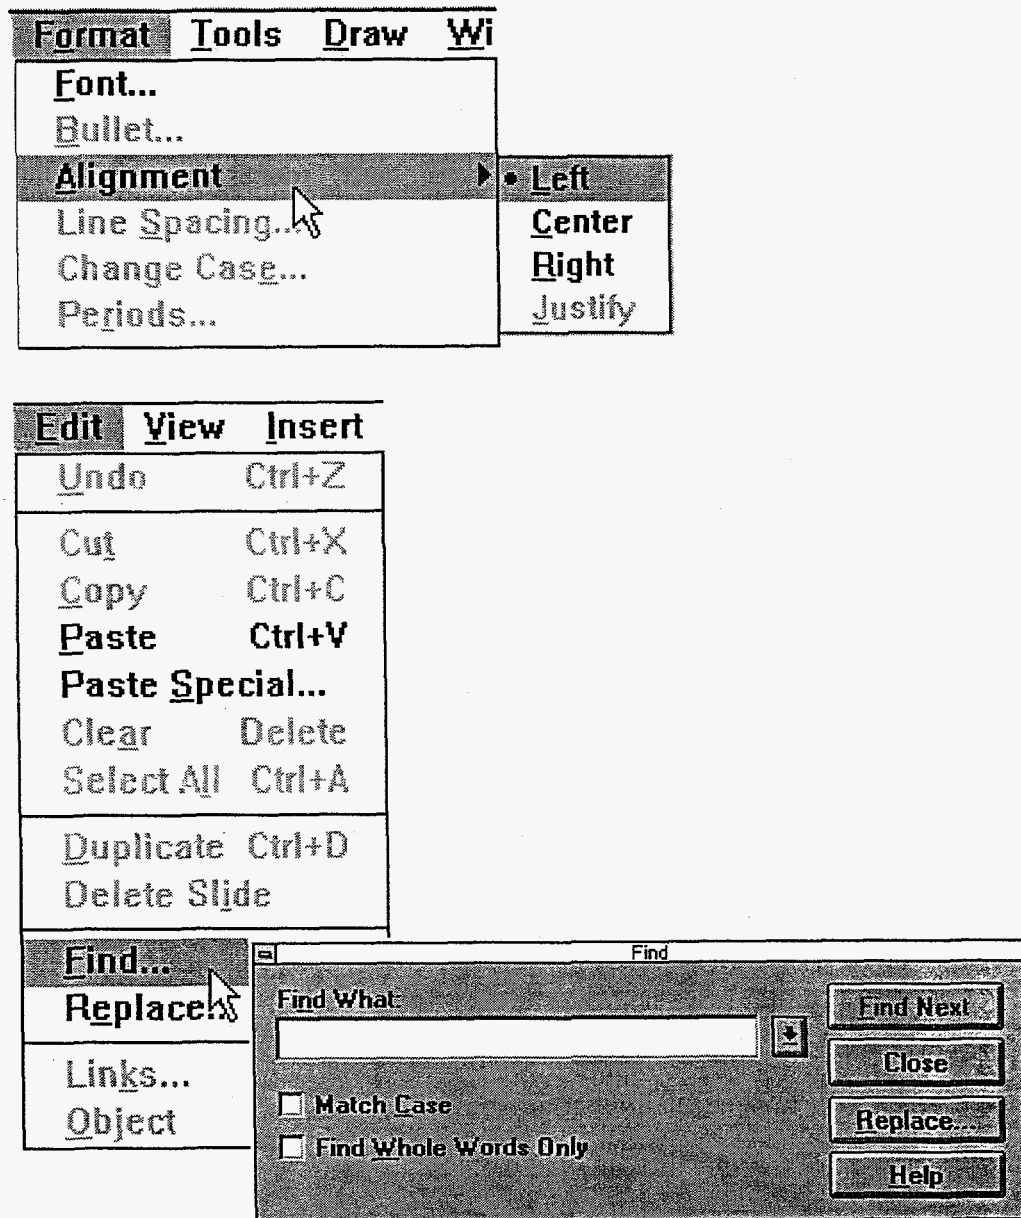 Format Tools Draw Wi
Font...
Bullet...
Alignment
Left
Line Spacing...
Center
Change Case...
Right
Periods...
Justify
Edit View Insert
Undo Ctrl+Z
Cut Ctrl+X
Copy Ctrl+C
Paste Ctrl+V
Paste Special...
Clear Delete
Select All Ctrl+A
Duplicate Ctrl+D
Delete Slide
Find...
Replace...
Links...
Object
Find
Find What:
Find Next
Close
Match Case
Replace...
Find Whole Words Only
Help